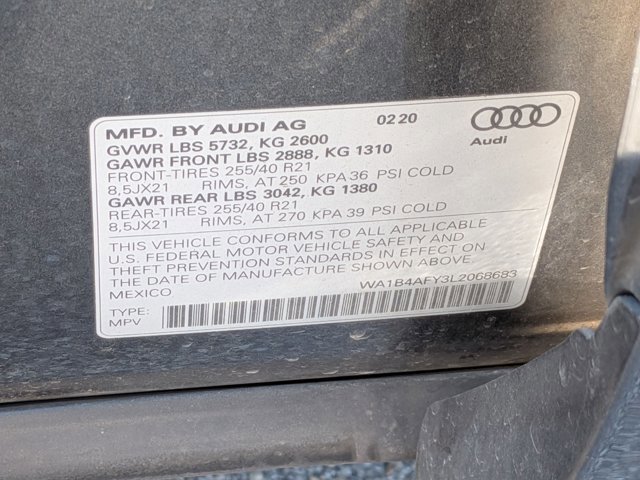 MFD. BY AUDI AG 02 20
GVWR LBS 5732, KG 2600
GAWR FRONT LBS 2888, KG 1310
FRONT-TIRES 255/40 R21
8,5JX21 RIMS, AT 250 KPA 36 PSI COLD
GAWR REAR LBS 3042, KG 1380
REAR-TIRES 255/40 R21
8,5JX21 RIMS, AT 270 KPA 39 PSI COLD
Audi
THIS VEHICLE CONFORMS TO ALL APPLICABLE
U.S. FEDERAL MOTOR VEHICLE SAFETY AND
THEFT PREVENTION STANDARDS IN EFFECT ON
THE DATE OF MANUFACTURE SHOWN ABOVE
MEXICO WA1B4AFY3L2068683
TYPE:
MPV